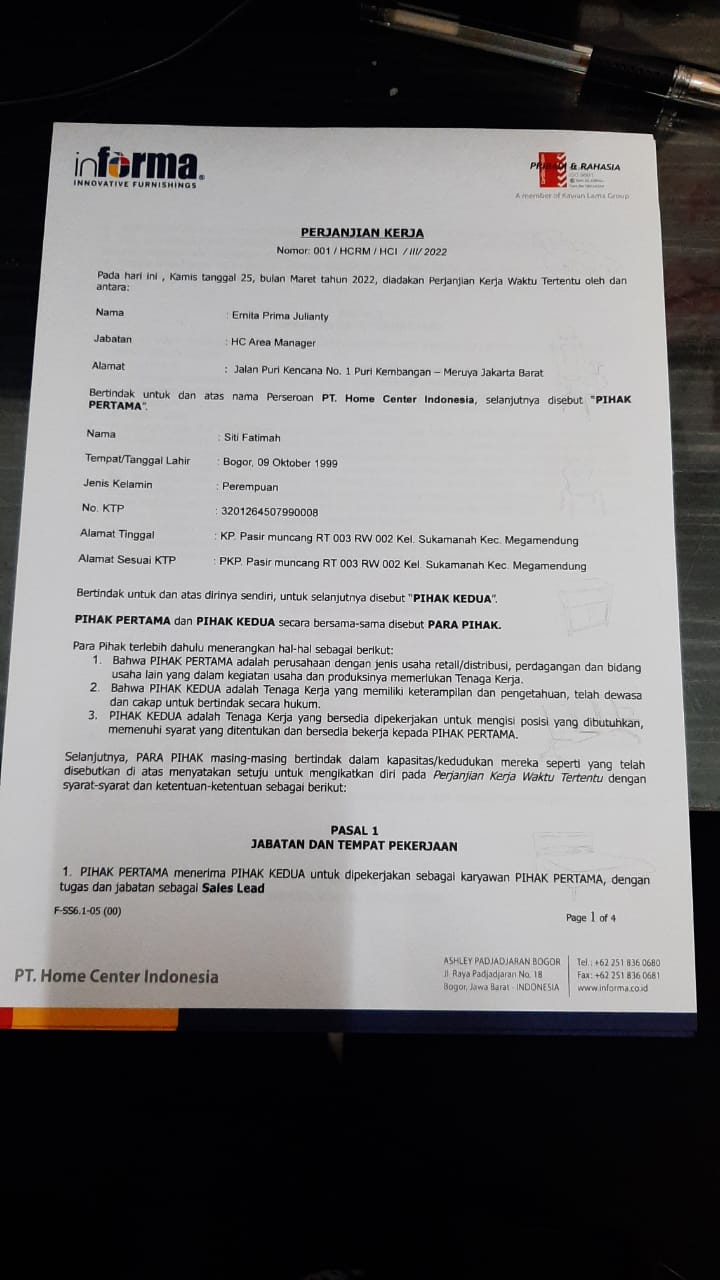 informa
INNOVATIVE FURNISHINGS
PRIBADI & RAHASIA
A member of Kawan Lama Group
PERJANJIAN KERJA
Nomor: 001 / HCRM / HCI / III/ 2022
Pada hari ini , Kamis tanggal 25, bulan Maret tahun 2022, diadakan Perjanjian Kerja Waktu Tertentu oleh dan
antara:
Nama : Ernita Prima Julianty
Jabatan : HC Area Manager
Alamat : Jalan Puri Kencana No. 1 Puri Kembangan – Meruya Jakarta Barat
Bertindak untuk dan atas nama Perseroan PT. Home Center Indonesia, selanjutnya disebut "PIHAK
PERTAMA".
Nama : Siti Fatimah
Tempat/Tanggal Lahir : Bogor, 09 Oktober 1999
Jenis Kelamin : Perempuan
No. KTP : 3201264507990008
Alamat Tinggal : KP. Pasir muncang RT 003 RW 002 Kel. Sukamanah Kec. Megamendung
Alamat Sesuai KTP : PKP. Pasir muncang RT 003 RW 002 Kel. Sukamanah Kec. Megamendung
Bertindak untuk dan atas dirinya sendiri, untuk selanjutnya disebut "PIHAK KEDUA".
PIHAK PERTAMA dan PIHAK KEDUA secara bersama-sama disebut PARA PIHAK.
Para Pihak terlebih dahulu menerangkan hal-hal sebagai berikut:
1. Bahwa PIHAK PERTAMA adalah perusahaan dengan jenis usaha retail/distribusi, perdagangan dan bidang
usaha lain yang dalam kegiatan usaha dan produksinya memerlukan Tenaga Kerja.
2. Bahwa PIHAK KEDUA adalah Tenaga Kerja yang memiliki keterampilan dan pengetahuan, telah dewasa
dan cakap untuk bertindak secara hukum.
3. PIHAK KEDUA adalah Tenaga Kerja yang bersedia dipekerjakan untuk mengisi posisi yang dibutuhkan,
memenuhi syarat yang ditentukan dan bersedia bekerja kepada PIHAK PERTAMA.
Selanjutnya, PARA PIHAK masing-masing bertindak dalam kapasitas/kedudukan mereka seperti yang telah
disebutkan di atas menyatakan setuju untuk mengikatkan diri pada Perjanjian Kerja Waktu Tertentu dengan
syarat-syarat dan ketentuan-ketentuan sebagai berikut:
PASAL 1
JABATAN DAN TEMPAT PEKERJAAN
1. PIHAK PERTAMA menerima PIHAK KEDUA untuk dipekerjakan sebagai karyawan PIHAK PERTAMA, dengan
tugas dan jabatan sebagai Sales Lead
F-SS6.1-05 (00)
Page 1 of 4
PT. Home Center Indonesia
ASHLEY PADJADJARAN BOGOR
Jl. Raya Padjadjaran No. 18
Bogor, Jawa Barat - INDONESIA
Tel.: +62 251 836 0680
Fax: +62 251 836 0681
www.informa.co.id